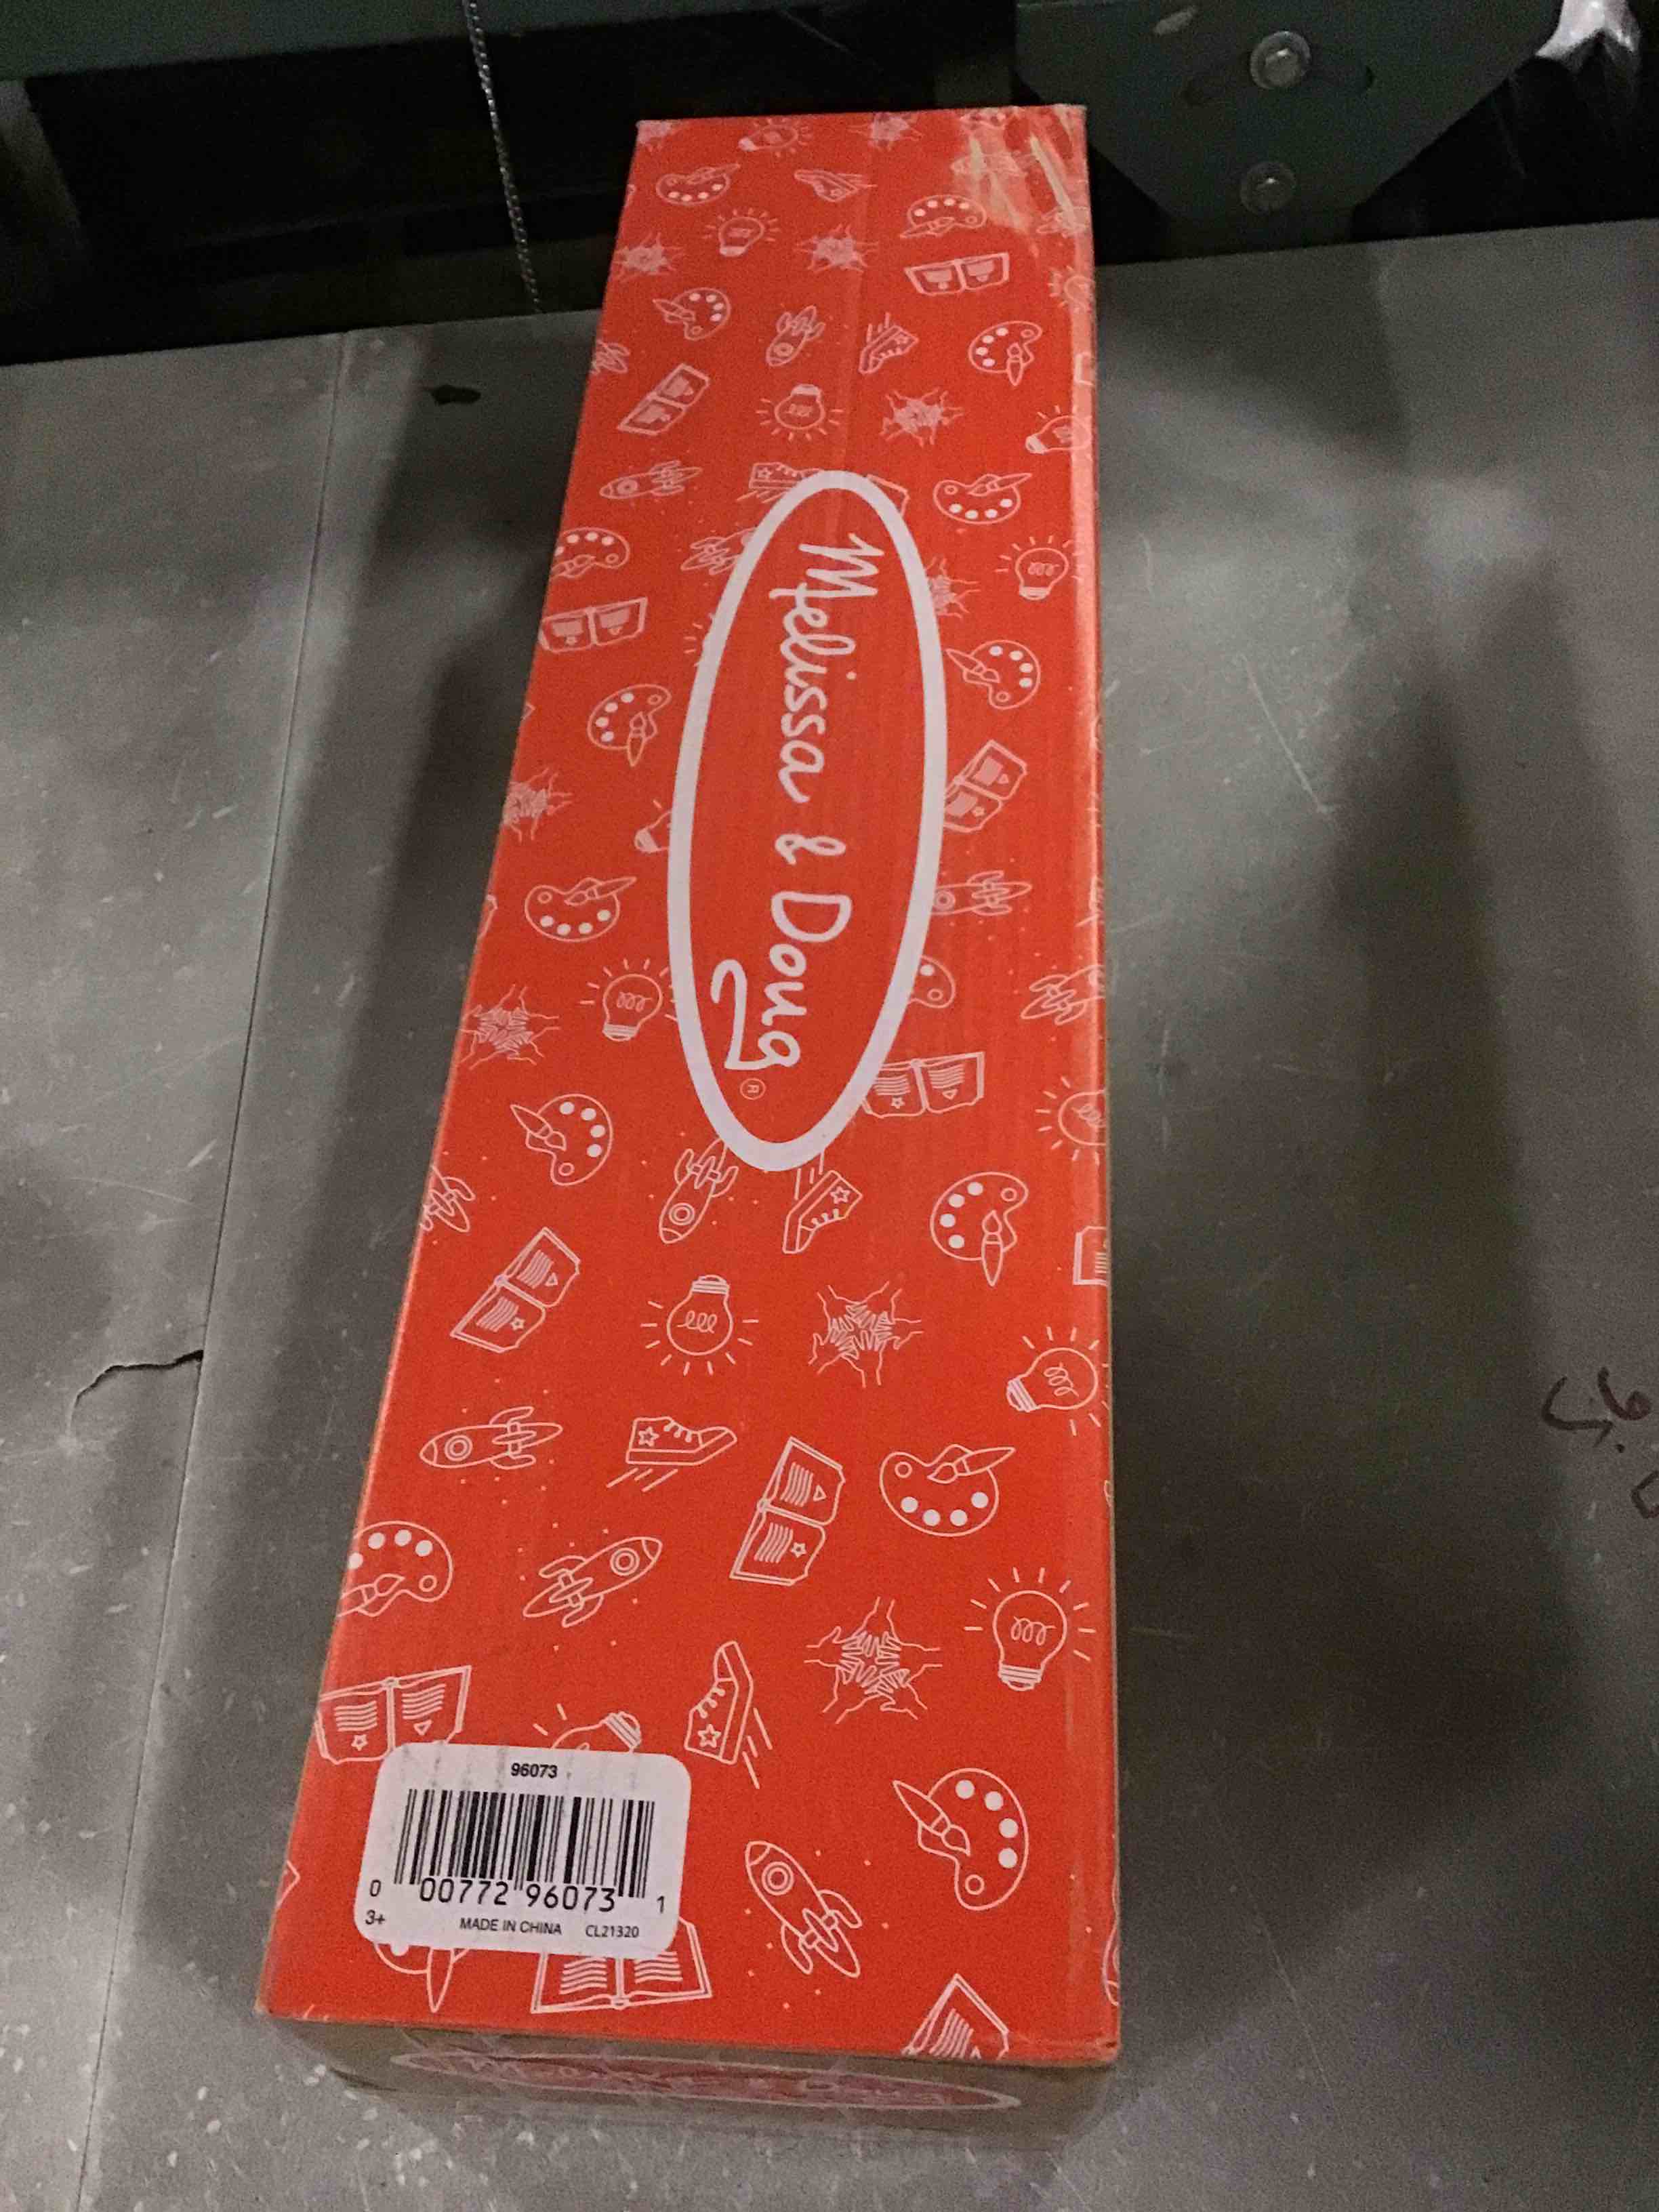 Melissa & Doug®
96073
0 00772 96073 1
3+ MADE IN CHINA CL21320